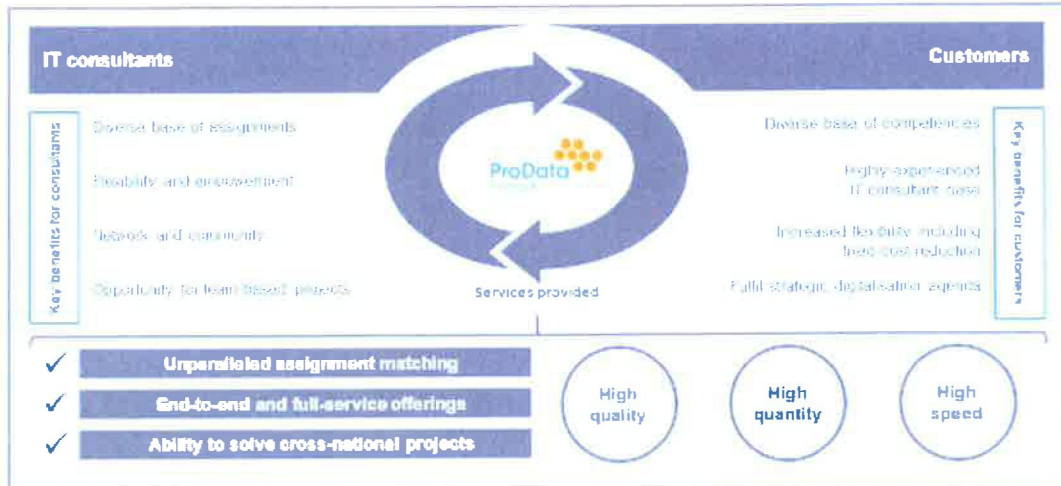 IT consultants
Customers
Key benefits for consultants
Diverse base of assignments
Flexibility and empowerment
Network and community
Opportunity for team-based projects
ProData
Services provided
Diverse base of competencies
Highly experienced
IT consultant base
Increased flexibility including
fixed cost reduction
Fulfil strategic digitalisation agenda
Key benefits for customers
Unparalleled assignment matching
End-to-end and full-service offerings
Ability to solve cross-national projects
High
quality
High
quantity
High
speed